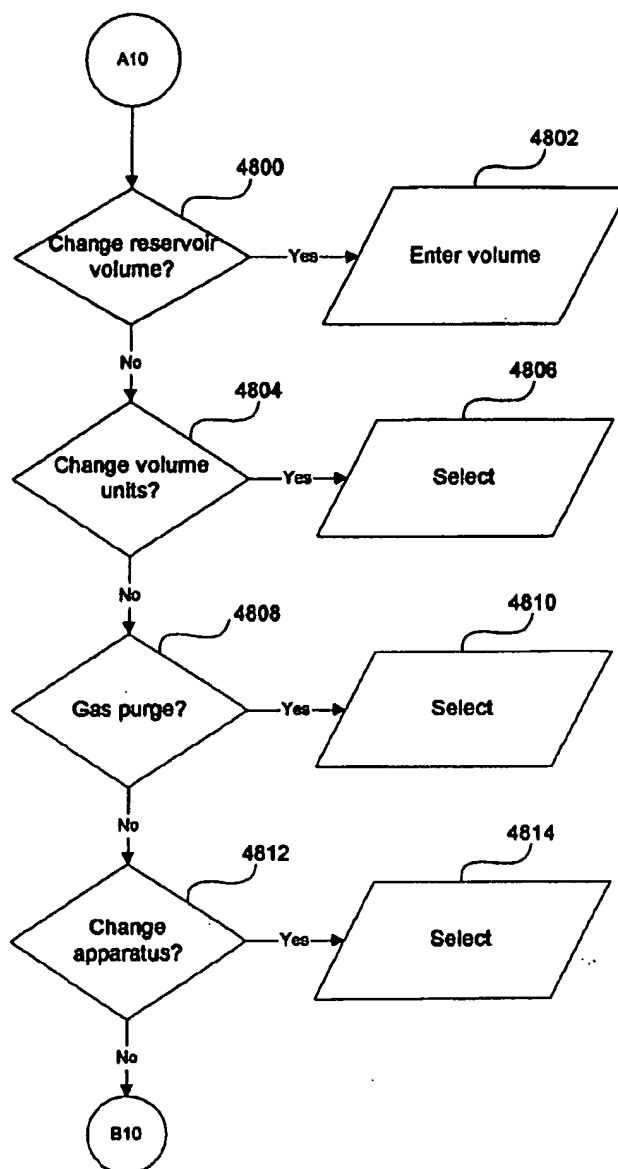 A10
4800
4802
Change reservoir
volume?
Yes
Enter volume
No
4804
4806
Change volume
units?
Yes
Select
No
4808
4810
Gas purge?
Yes
Select
No
4812
4814
Change
apparatus?
Yes
Select
No
B10